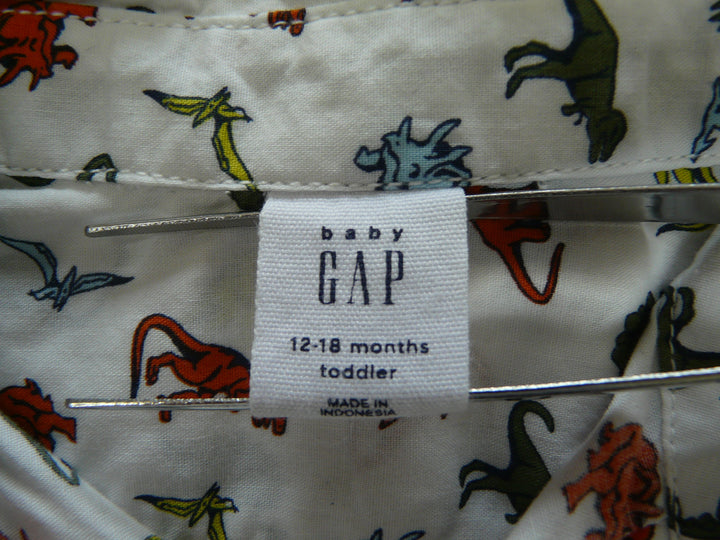 baby
GAP
12-18 months
toddler
MADE IN
INDONESIA